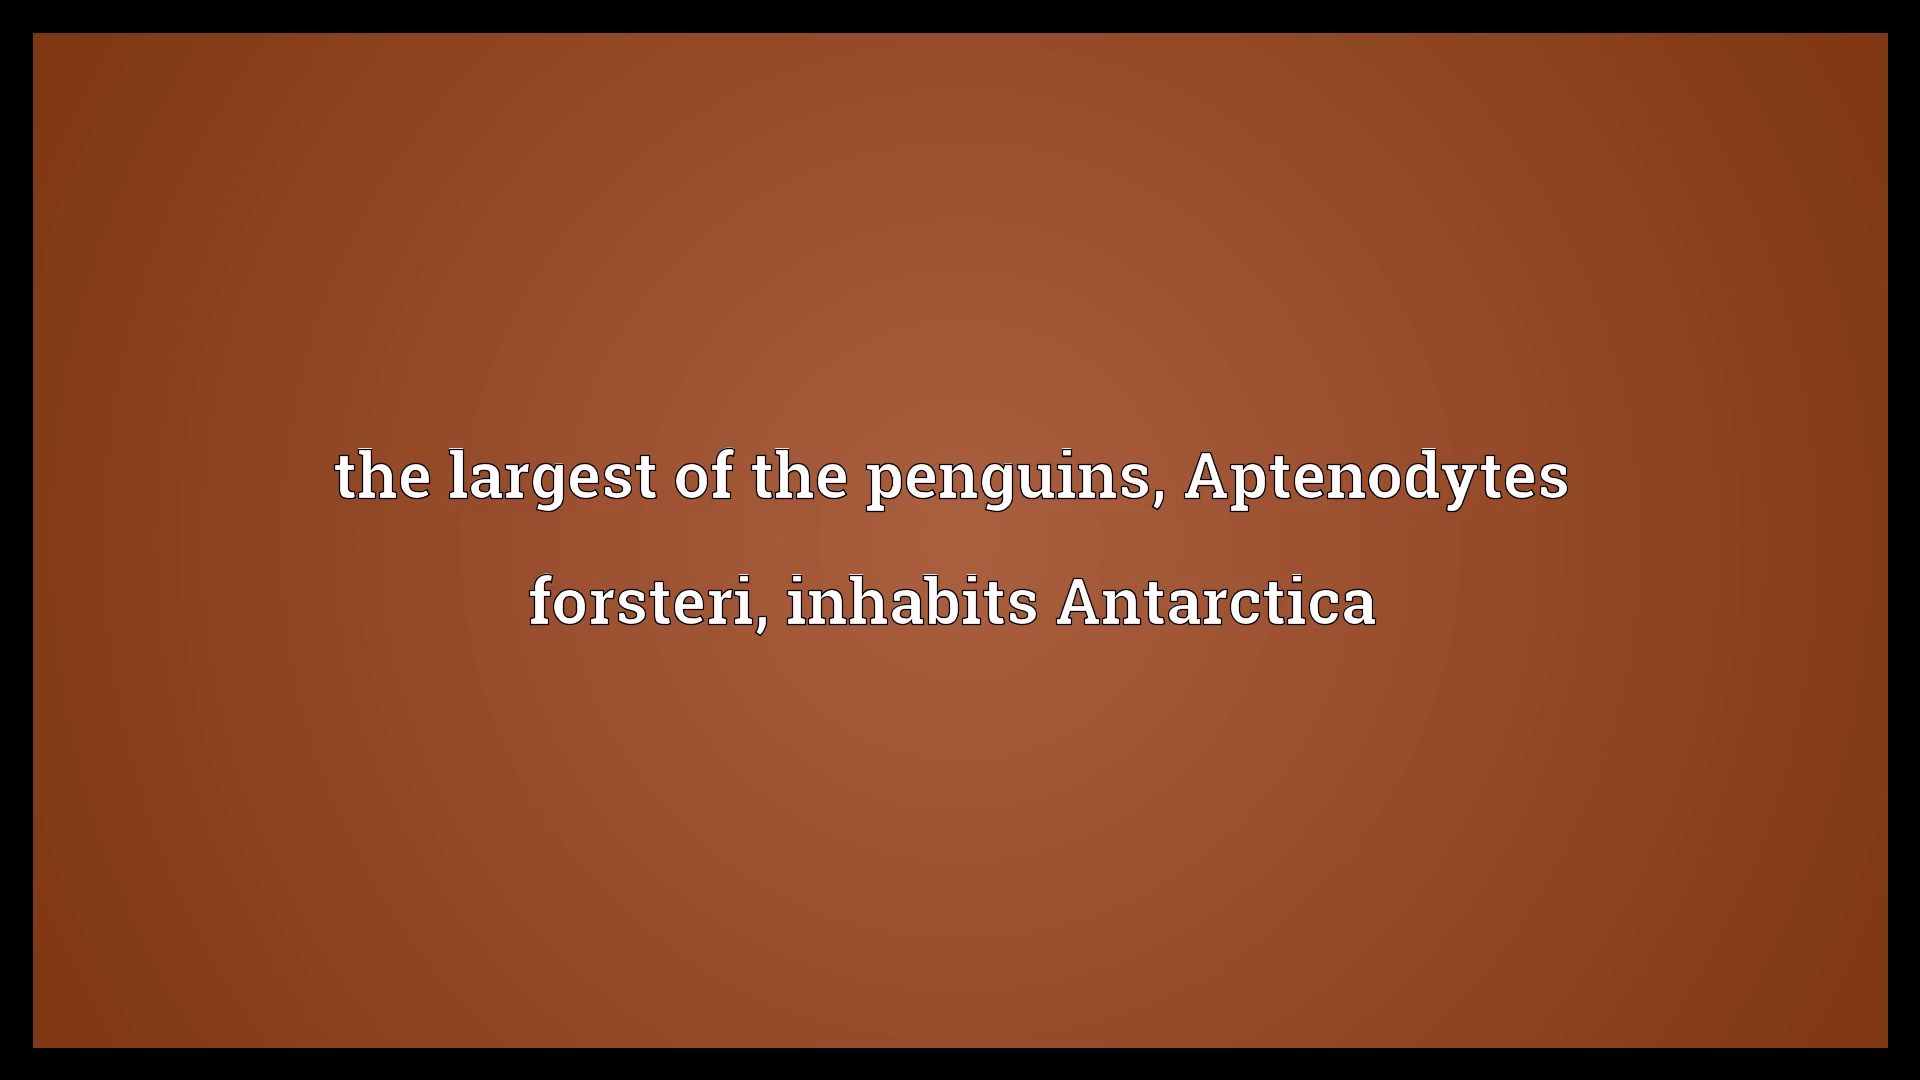 the largest of the penguins, Aptenodytes
forsteri, inhabits Antarctica